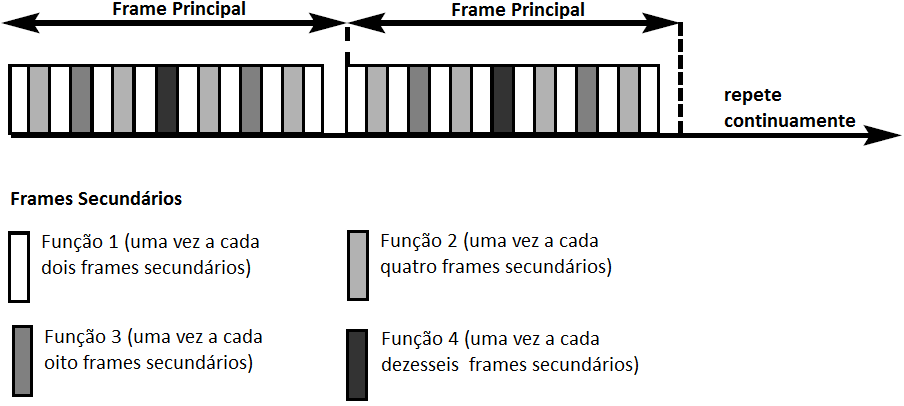 Frame Principal
Frame Principal
repete
continuamente
Frames Secundários
Função 1 (uma vez a cada
dois frames secundários)
Função 2 (uma vez a cada
quatro frames secundários)
Função 3 (uma vez a cada
oito frames secundários)
Função 4 (uma vez a cada
dezesseis  frames secundários)